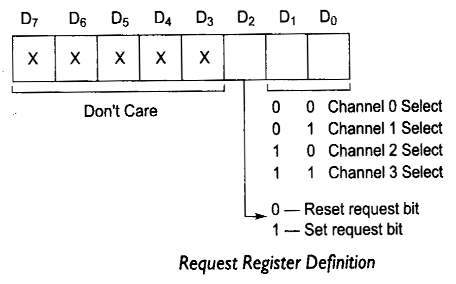 D7 D6 D5 D4 D3 D2 D1 D0
X X X X X
Don't Care
0 0 Channel 0 Select
0 1 Channel 1 Select
1 0 Channel 2 Select
1 1 Channel 3 Select
0 — Reset request bit
1 — Set request bit
Request Register Definition